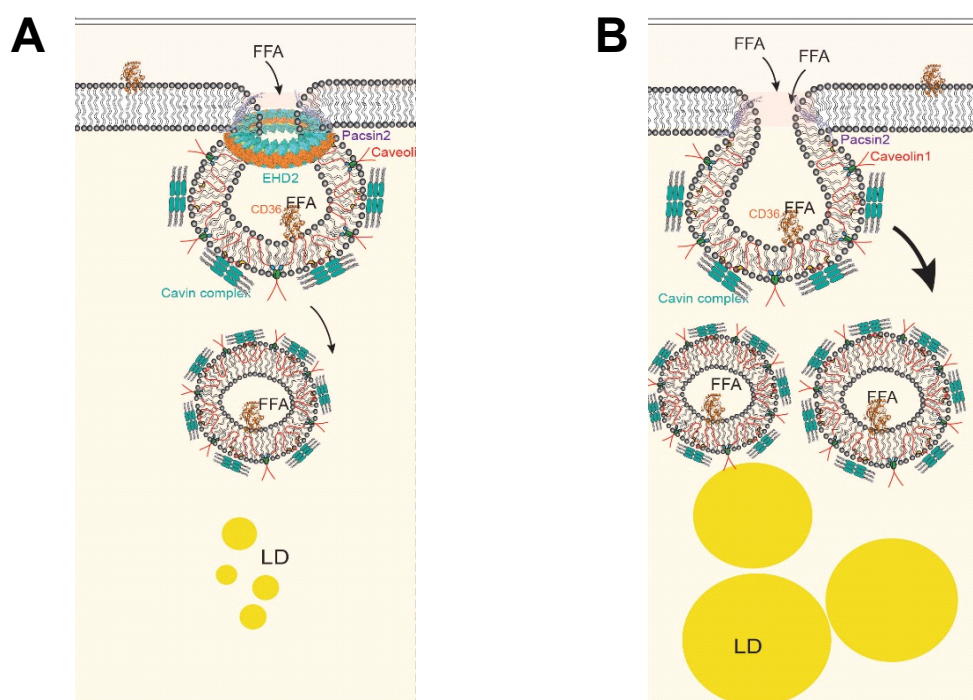 A
FFA
Pacsin2
Caveoli
EHD2
CD36
FFA
Cavin complex
FFA
LD
B
FFA
FFA
Pacsin2
Caveolin1
CD36
FFA
Cavin complex
FFA
FFA
LD